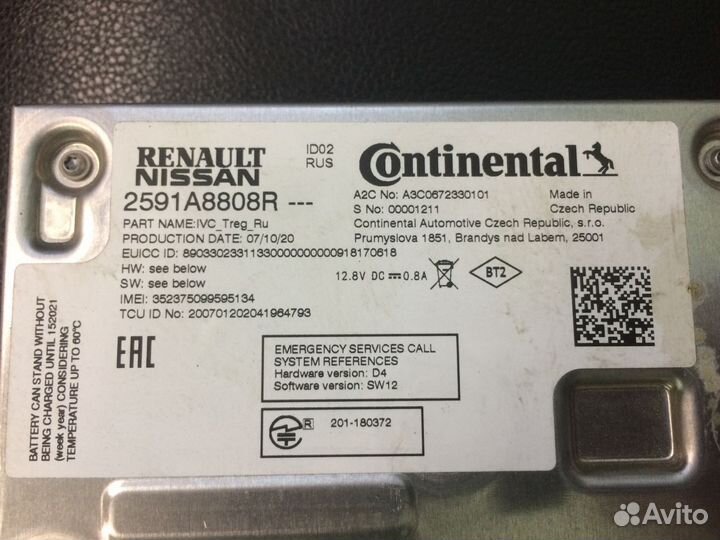 RENAULT
NISSAN
ID02
RUS
Continental
2591A8808R ---
PART NAME:IVC_Treg_Ru
PRODUCTION DATE: 07/10/20
EUICC ID: 89033023311330000000000918170618
HW: see below
SW: see below
IMEI: 352375099595134
TCU ID No: 200701202041964793
A2C No: A3C0672330101
S No: 00001211
Made in
Czech Republic
Continental Automotive Czech Republic, s.r.o.
Prumyslova 1851, Brandys nad Labem, 25001
12.8V DC 0.8A
BT2
BATTERY CAN STAND WITHOUT
BEING CHARGED UNTIL 152021
(week year) CONSIDERING
TEMPERATURE UP TO 60°C
EAC
EMERGENCY SERVICES CALL
SYSTEM REFERENCES
Hardware version: D4
Software version: SW12
R 201-180372
Avito